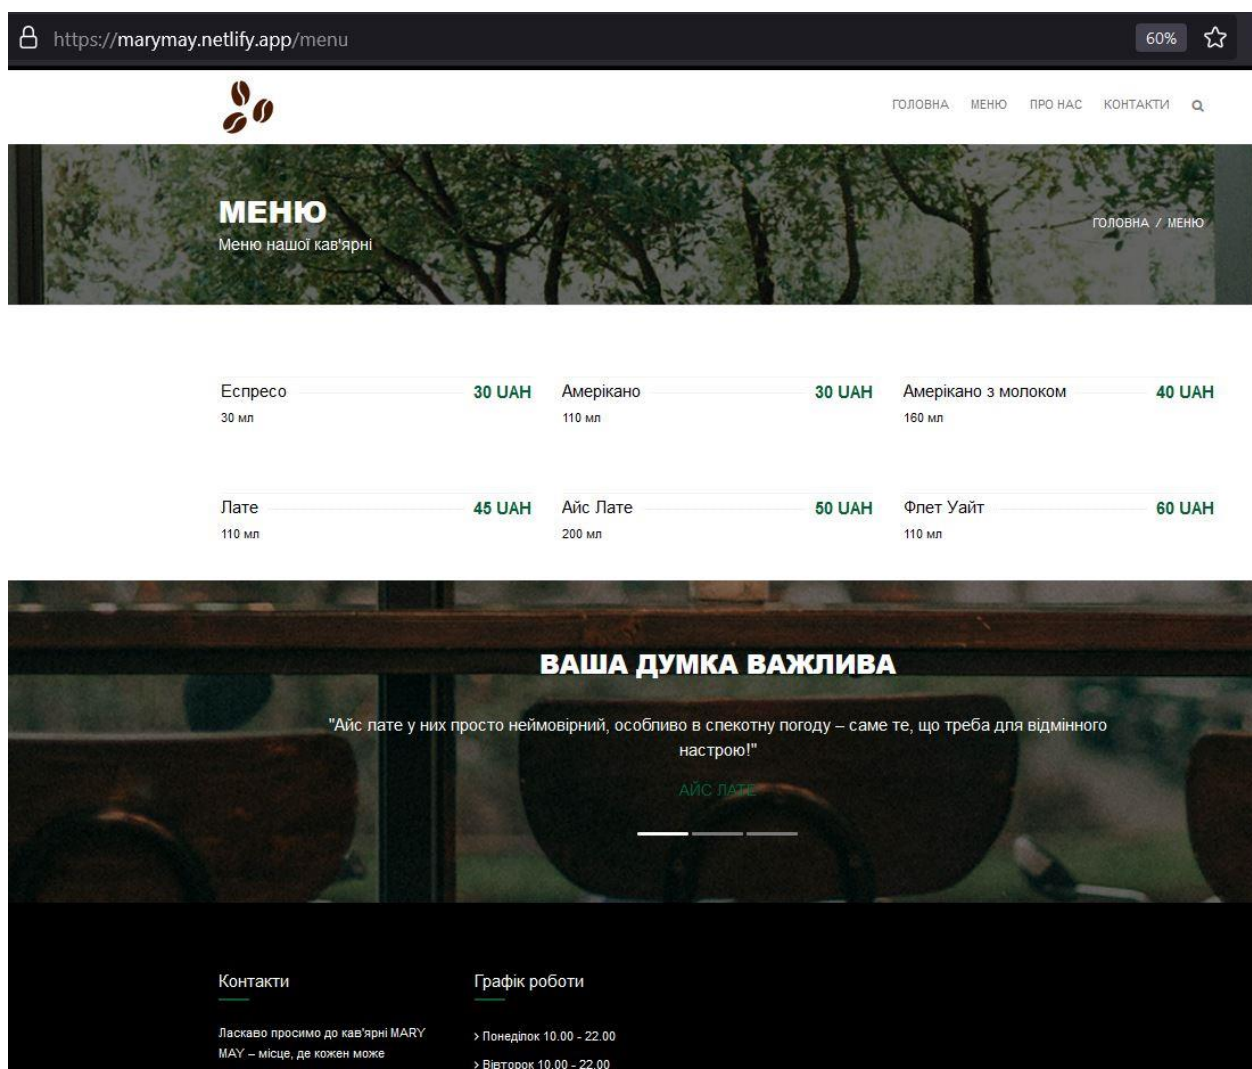 https://marymay.netlify.app/menu
60%
ГОЛОВНА МЕНЮ ПРО НАС КОНТАКТИ
МЕНЮ
Меню нашої кав'ярні
ГОЛОВНА / МЕНЮ
Еспресо 30 UAH
30 мл
Амерікано 30 UAH
110 мл
Амерікано з молоком 40 UAH
160 мл
Лате 45 UAH
110 мл
Айс Лате 50 UAH
200 мл
Флет Уайт 60 UAH
110 мл
ВАША ДУМКА ВАЖЛИВА
"Айс лате у них просто неймовірний, особливо в спекотну погоду – саме те, що треба для відмінного
настрою!"
АЙС ЛАТЕ
Контакти
Ласкаво просимо до кав'ярні MARY
MAY – місце, де кожен може
Графік роботи
> Понеділок 10.00 - 22.00
> Вівторок 10.00 - 22.00